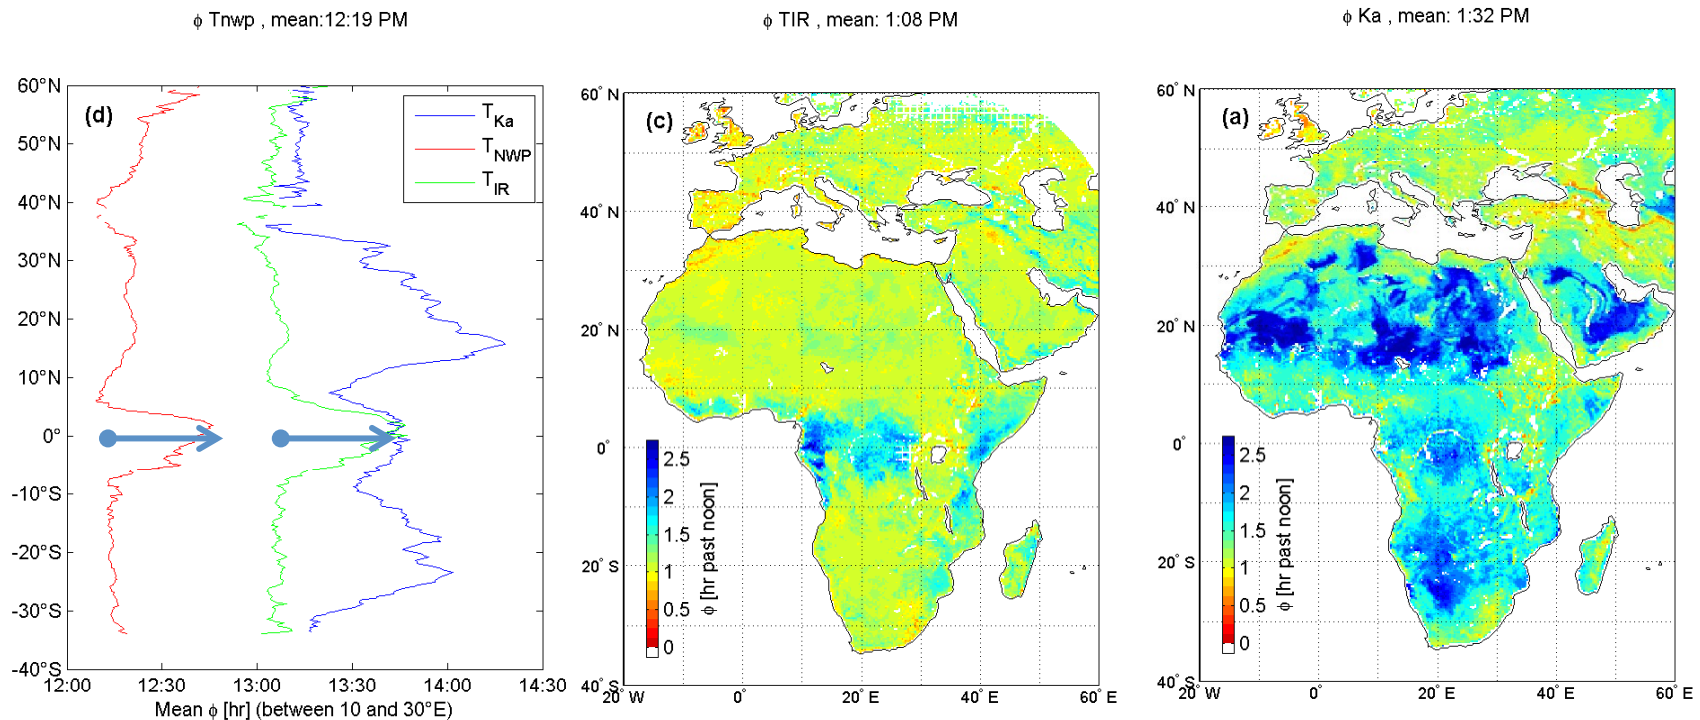 ϕ Tnwp , mean:12:19 PM
(d)
T_Ka
T_NWP
T_IR
60°N
50°N
40°N
30°N
20°N
10°N
0°
-10°S
-20°S
-30°S
-40°S
12:00 12:30 13:00 13:30 14:00 14:30
Mean ϕ [hr] (between 10 and 30°E)
ϕ TIR , mean: 1:08 PM
(c)
60° N
40° N
20° N
0°
20° S
40° S
20° W 0° 20° E 40° E 60° E
2.5
2
1.5
1
0.5
0
ϕ [hr past noon]
ϕ Ka , mean: 1:32 PM
(a)
60° N
40° N
20° N
0°
20° S
40° S
20° W 0° 20° E 40° E 60° E
2.5
2
1.5
1
0.5
0
ϕ [hr past noon]